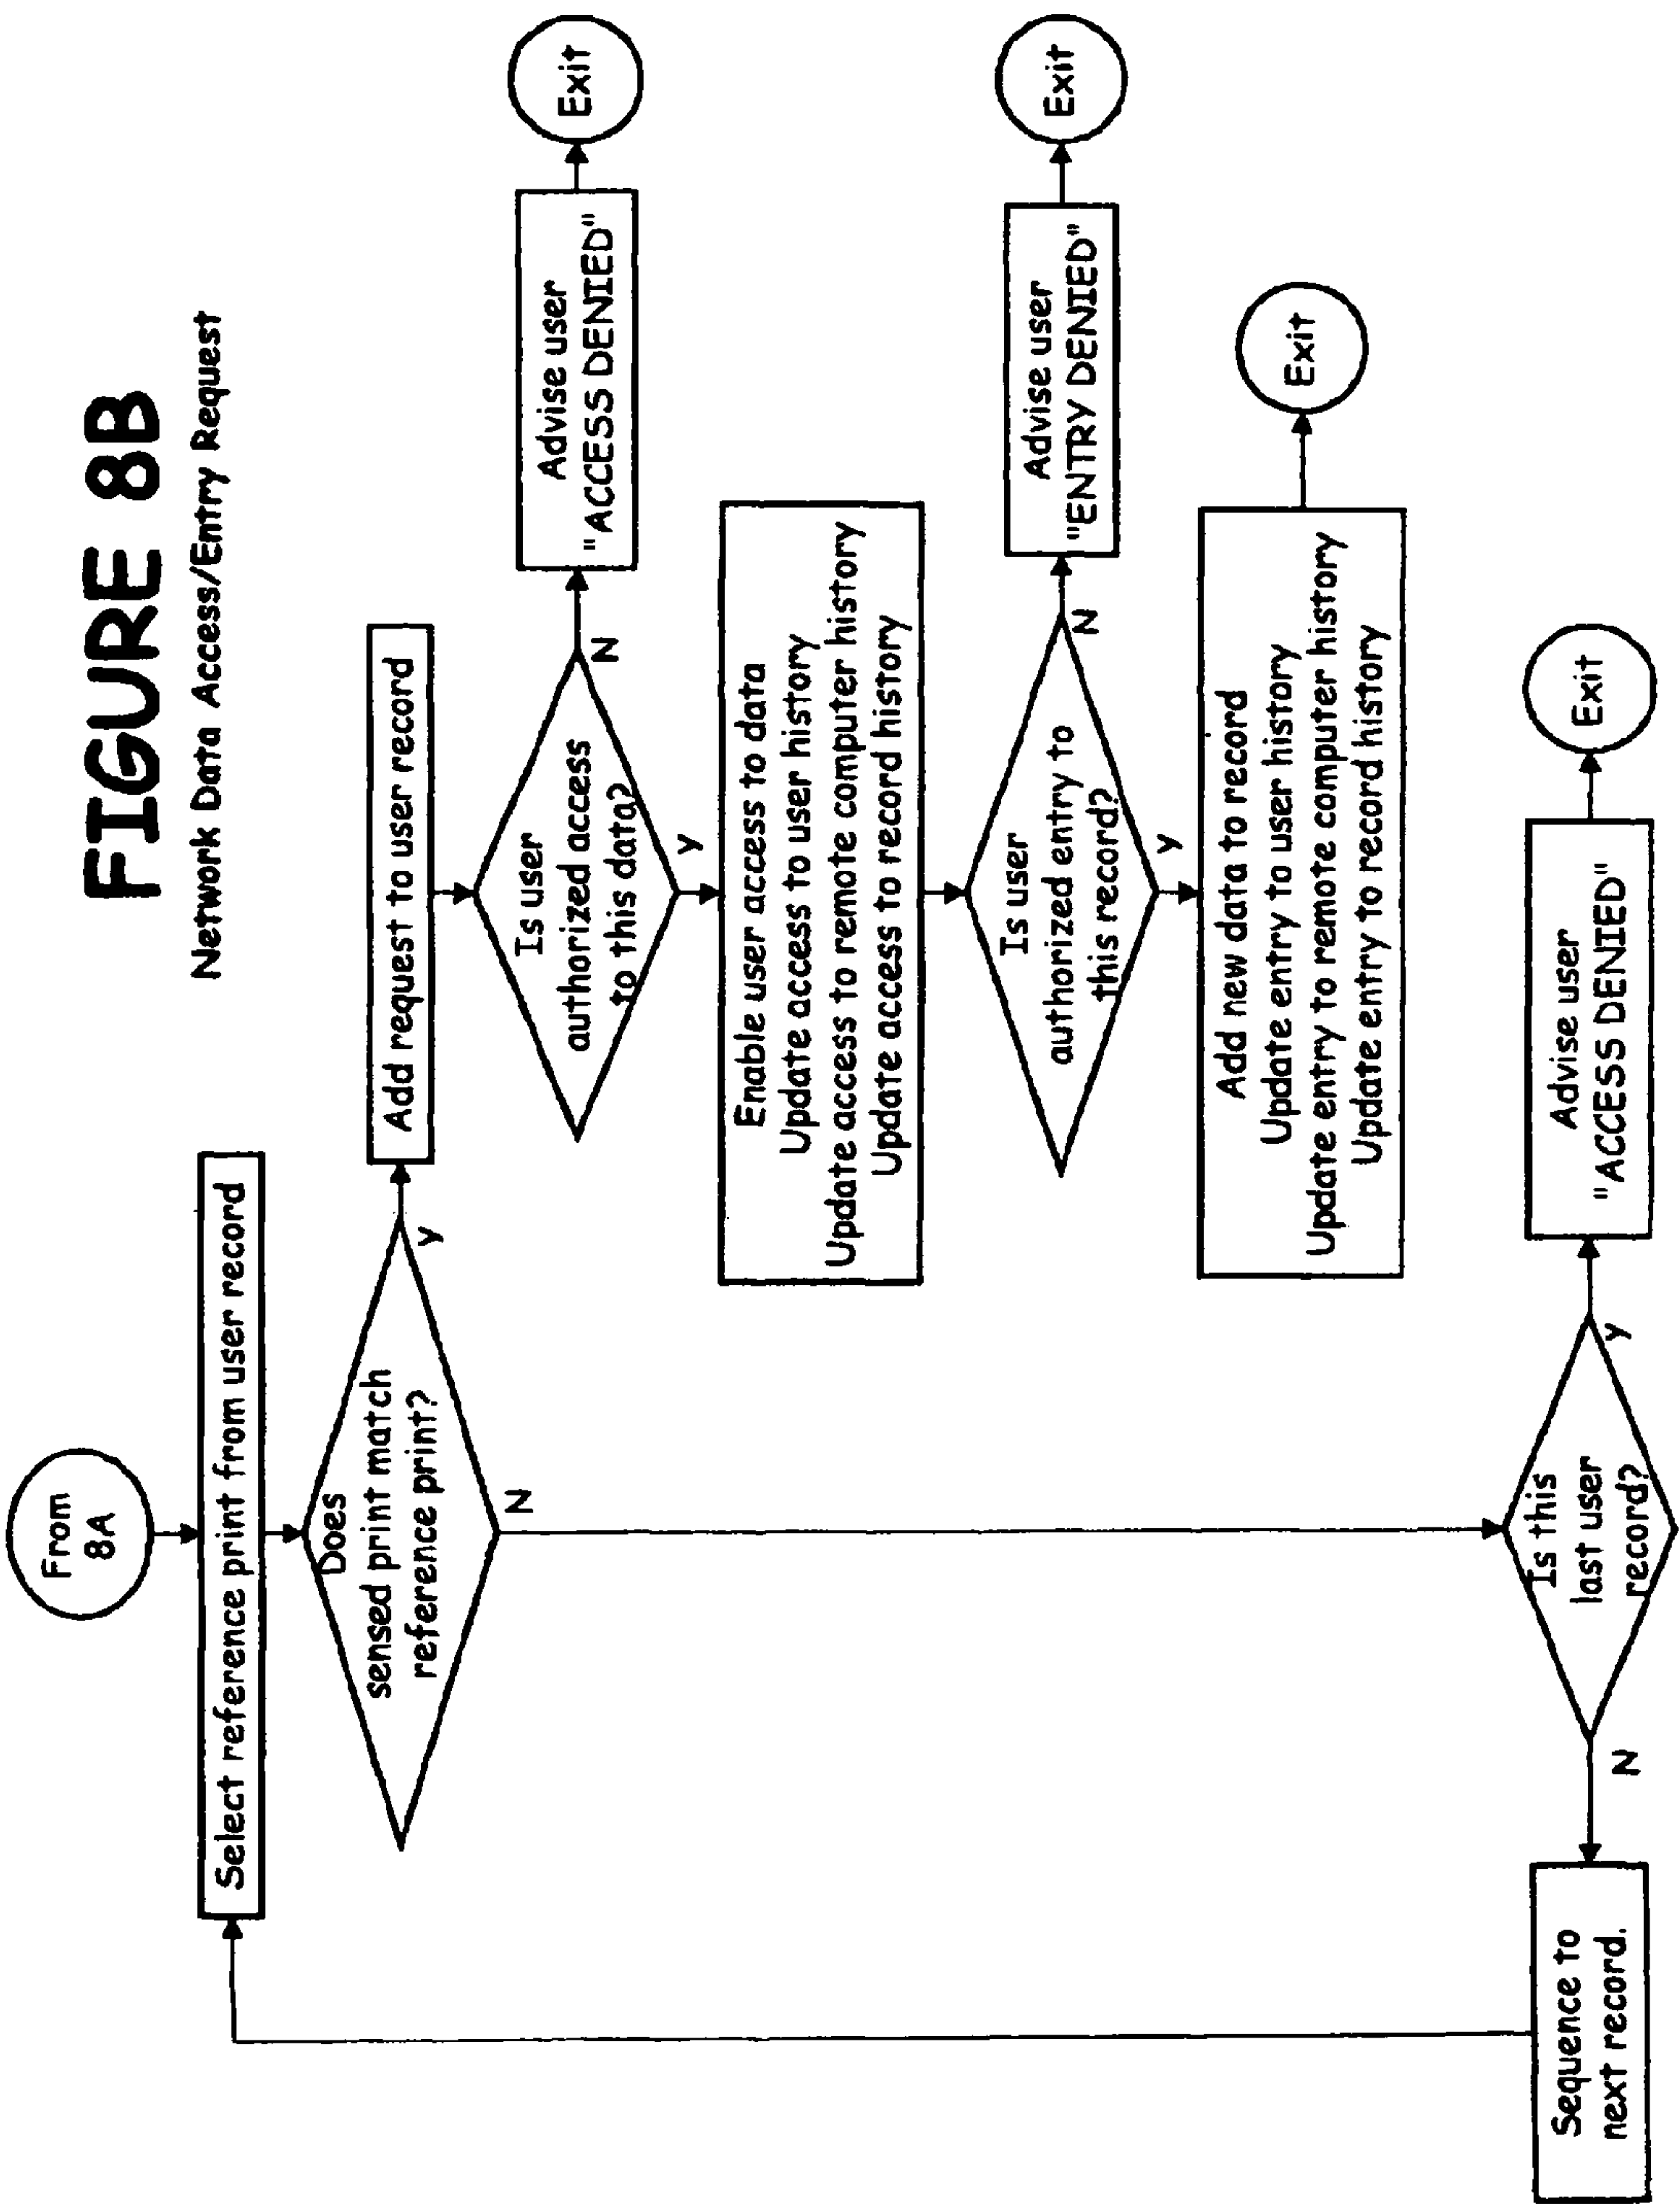 FIGURE 8B
Network Data Access/Entry Request
From
8A
Select reference print from user record
Does
sensed print match
reference print?
Y
N
Add request to user record
Is user
authorized access
to this data?
N
Y
Advise user
"ACCESS DENIED"
Exit
Enable user access to data
Update access to user history
Update access to remote computer history
Update access to record history
Is user
authorized entry to
this record?
N
Y
Advise user
"ENTRY DENIED"
Exit
Add new data to record
Update entry to user history
Update entry to remote computer history
Update entry to record history
Exit
Is this
last user
record?
Y
N
Advise user
"ACCESS DENIED"
Exit
Sequence to
next record.